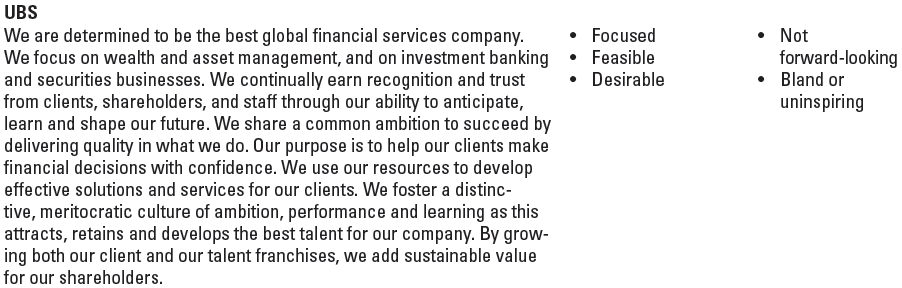 UBS
We are determined to be the best global financial services company.
We focus on wealth and asset management, and on investment banking
and securities businesses. We continually earn recognition and trust
from clients, shareholders, and staff through our ability to anticipate,
learn and shape our future. We share a common ambition to succeed by
delivering quality in what we do. Our purpose is to help our clients make
financial decisions with confidence. We use our resources to develop
effective solutions and services for our clients. We foster a distinc-
tive, meritocratic culture of ambition, performance and learning as this
attracts, retains and develops the best talent for our company. By grow-
ing both our client and our talent franchises, we add sustainable value
for our shareholders.
• Focused
• Feasible
• Desirable
• Not
forward-looking
• Bland or
uninspiring